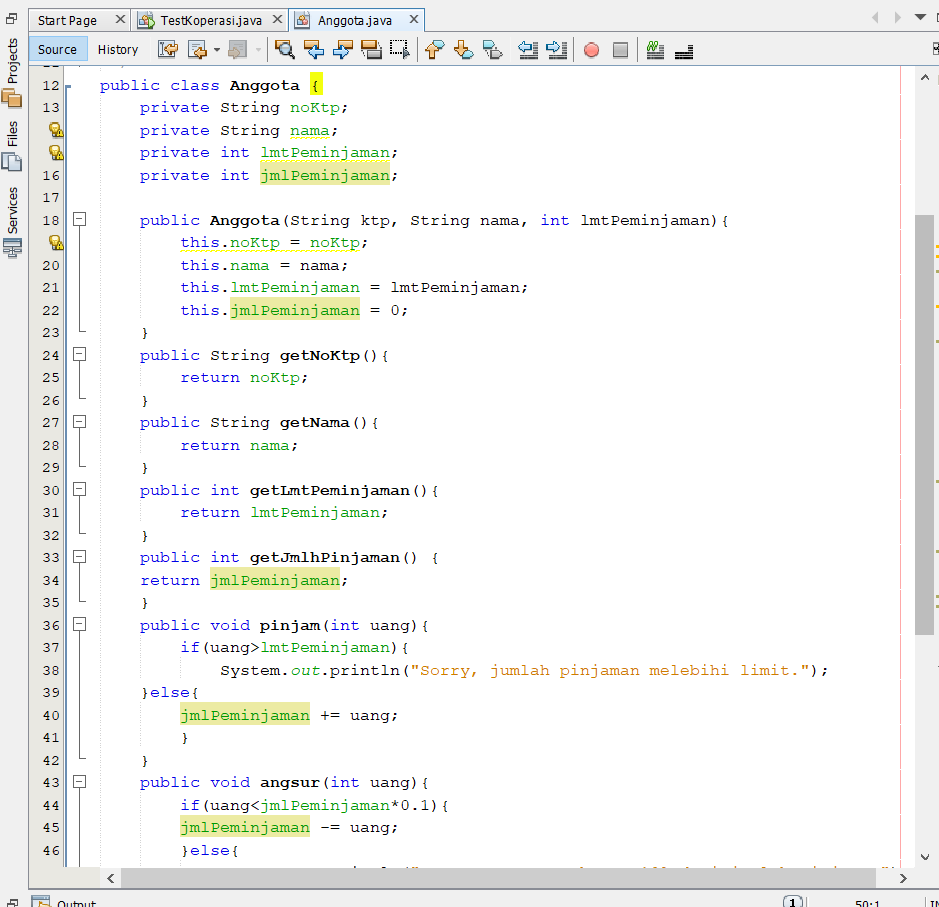 Start Page
TestKoperasi.java
Anggota.java
Source
History
Projects
Files
Services
12 public class Anggota {
13 private String noKtp;
private String nama;
private int lmtPeminjaman;
16 private int jmlPeminjaman;
17
18 public Anggota(String ktp, String nama, int lmtPeminjaman){
this.noKtp = noKtp;
20 this.nama = nama;
21 this.lmtPeminjaman = lmtPeminjaman;
22 this.jmlPeminjaman = 0;
23 }
24 public String getNoKtp(){
25 return noKtp;
26 }
27 public String getNama(){
28 return nama;
29 }
30 public int getLmtPeminjaman(){
31 return lmtPeminjaman;
32 }
33 public int getJmlhPinjaman() {
34 return jmlPeminjaman;
35 }
36 public void pinjam(int uang){
37 if(uang>lmtPeminjaman){
38 System.out.println("Sorry, jumlah pinjaman melebihi limit.");
39 }else{
40 jmlPeminjaman += uang;
41 }
42 }
43 public void angsur(int uang){
44 if(uang<jmlPeminjaman*0.1){
45 jmlPeminjaman -= uang;
46 }else{
Output
1
50:1